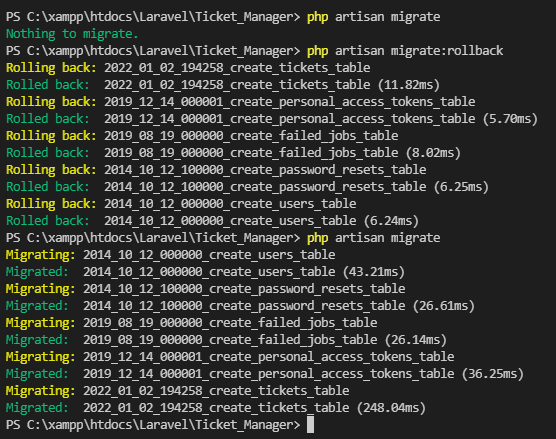 PS C:\xampp\htdocs\Laravel\Ticket_Manager> php artisan migrate
Nothing to migrate.
PS C:\xampp\htdocs\Laravel\Ticket_Manager> php artisan migrate:rollback
Rolling back: 2022_01_02_194258_create_tickets_table
Rolled back:  2022_01_02_194258_create_tickets_table (11.82ms)
Rolling back: 2019_12_14_000001_create_personal_access_tokens_table
Rolled back:  2019_12_14_000001_create_personal_access_tokens_table (5.70ms)
Rolling back: 2019_08_19_000000_create_failed_jobs_table
Rolled back:  2019_08_19_000000_create_failed_jobs_table (8.02ms)
Rolling back: 2014_10_12_100000_create_password_resets_table
Rolled back:  2014_10_12_100000_create_password_resets_table (6.25ms)
Rolling back: 2014_10_12_000000_create_users_table
Rolled back:  2014_10_12_000000_create_users_table (6.24ms)
PS C:\xampp\htdocs\Laravel\Ticket_Manager> php artisan migrate
Migrating: 2014_10_12_000000_create_users_table
Migrated:  2014_10_12_000000_create_users_table (43.21ms)
Migrating: 2014_10_12_100000_create_password_resets_table
Migrated:  2014_10_12_100000_create_password_resets_table (26.61ms)
Migrating: 2019_08_19_000000_create_failed_jobs_table
Migrated:  2019_08_19_000000_create_failed_jobs_table (26.14ms)
Migrating: 2019_12_14_000001_create_personal_access_tokens_table
Migrated:  2019_12_14_000001_create_personal_access_tokens_table (36.25ms)
Migrating: 2022_01_02_194258_create_tickets_table
Migrated:  2022_01_02_194258_create_tickets_table (248.04ms)
PS C:\xampp\htdocs\Laravel\Ticket_Manager>